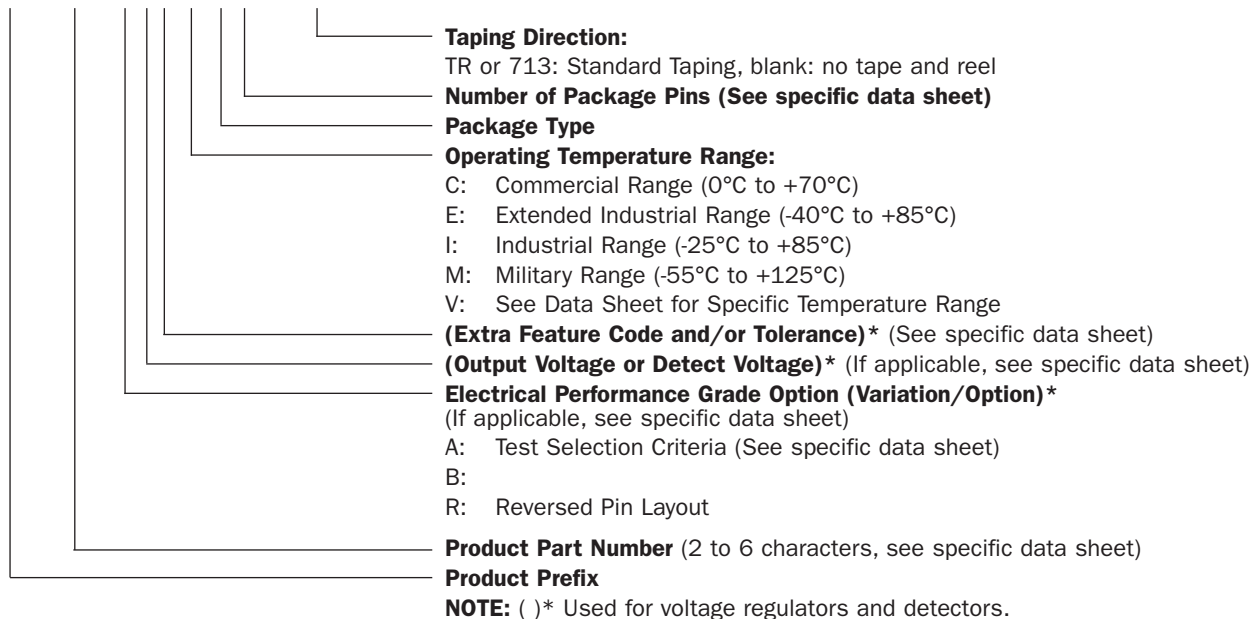 Taping Direction:
TR or 713: Standard Taping, blank: no tape and reel
Number of Package Pins (See specific data sheet)
Package Type
Operating Temperature Range:
C: Commercial Range (0°C to +70°C)
E: Extended Industrial Range (-40°C to +85°C)
I: Industrial Range (-25°C to +85°C)
M: Military Range (-55°C to +125°C)
V: See Data Sheet for Specific Temperature Range
(Extra Feature Code and/or Tolerance)* (See specific data sheet)
(Output Voltage or Detect Voltage)* (If applicable, see specific data sheet)
Electrical Performance Grade Option (Variation/Option)*
(If applicable, see specific data sheet)
A: Test Selection Criteria (See specific data sheet)
B:
R: Reversed Pin Layout
Product Part Number (2 to 6 characters, see specific data sheet)
Product Prefix
NOTE: ( )* Used for voltage regulators and detectors.